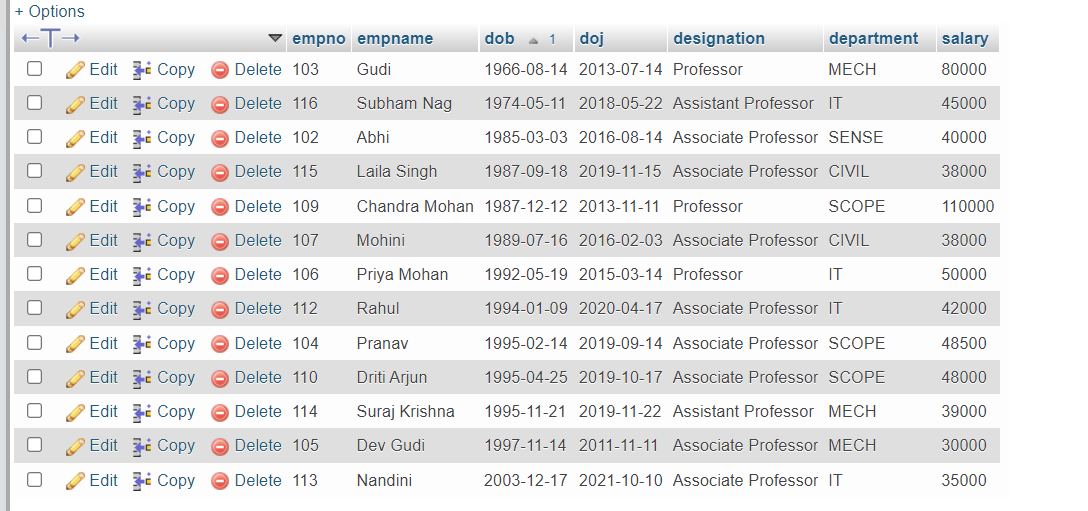 + Options
empno empname dob 1 doj designation department salary
Edit Copy Delete 103 Gudi 1966-08-14 2013-07-14 Professor MECH 80000
Edit Copy Delete 116 Subham Nag 1974-05-11 2018-05-22 Assistant Professor IT 45000
Edit Copy Delete 102 Abhi 1985-03-03 2016-08-14 Associate Professor SENSE 40000
Edit Copy Delete 115 Laila Singh 1987-09-18 2019-11-15 Associate Professor CIVIL 38000
Edit Copy Delete 109 Chandra Mohan 1987-12-12 2013-11-11 Professor SCOPE 110000
Edit Copy Delete 107 Mohini 1989-07-16 2016-02-03 Associate Professor CIVIL 38000
Edit Copy Delete 106 Priya Mohan 1992-05-19 2015-03-14 Professor IT 50000
Edit Copy Delete 112 Rahul 1994-01-09 2020-04-17 Associate Professor IT 42000
Edit Copy Delete 104 Pranav 1995-02-14 2019-09-14 Associate Professor SCOPE 48500
Edit Copy Delete 110 Driti Arjun 1995-04-25 2019-10-17 Associate Professor SCOPE 48000
Edit Copy Delete 114 Suraj Krishna 1995-11-21 2019-11-22 Assistant Professor MECH 39000
Edit Copy Delete 105 Dev Gudi 1997-11-14 2011-11-11 Associate Professor MECH 30000
Edit Copy Delete 113 Nandini 2003-12-17 2021-10-10 Associate Professor IT 35000